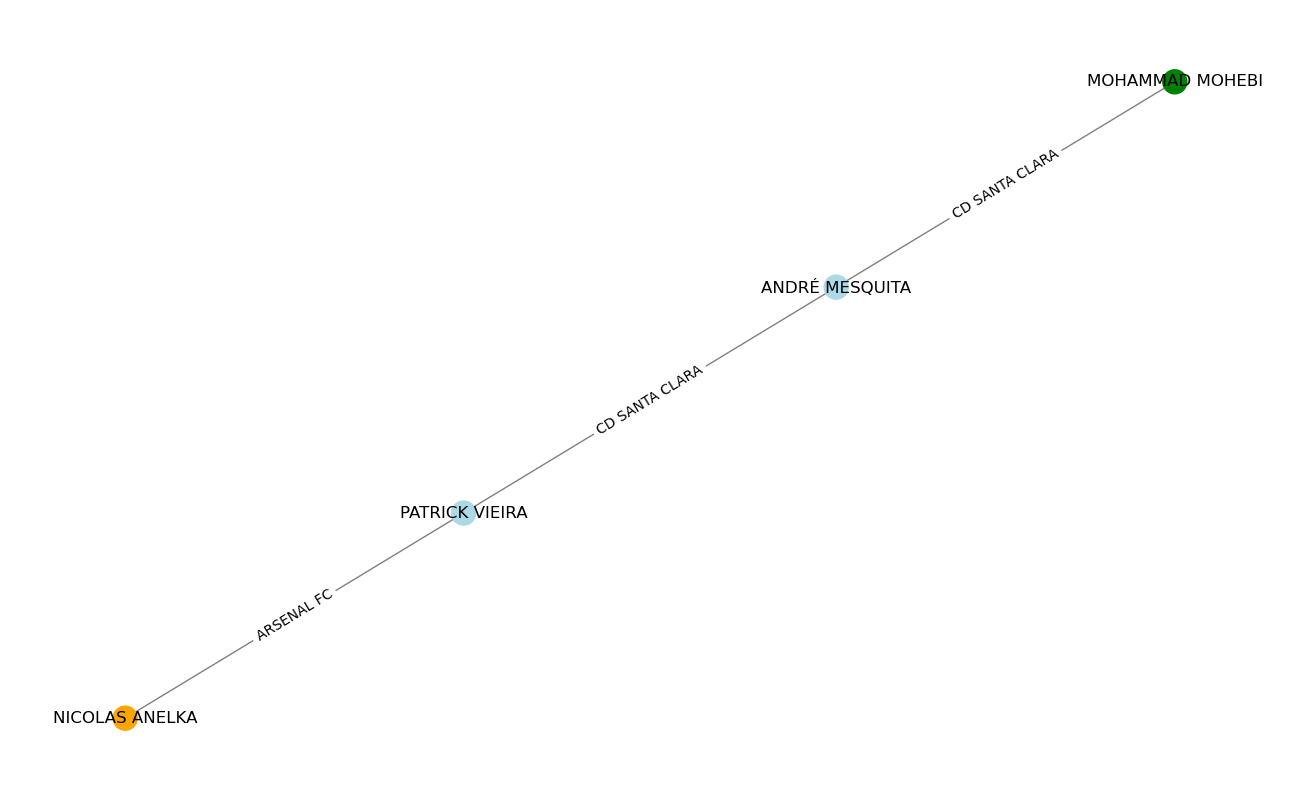 MOHAMMAD MOHEBI
CD SANTA CLARA
ANDRÉ MESQUITA
CD SANTA CLARA
PATRICK VIEIRA
ARSENAL FC
NICOLAS ANELKA